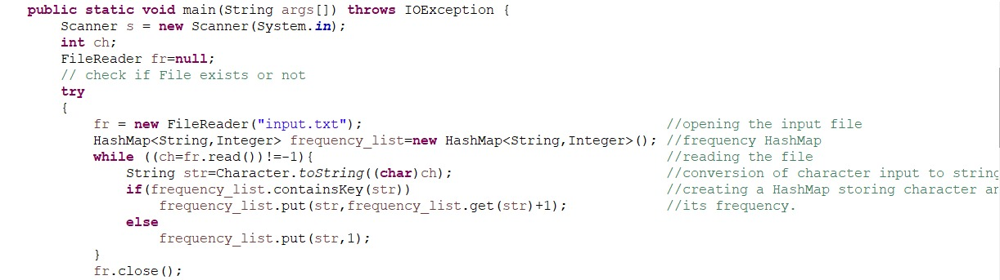 public static void main(String args[]) throws IOException {
Scanner s = new Scanner(System.in);
int ch;
FileReader fr=null;
// check if File exists or not
try
{
fr = new FileReader("input.txt"); //opening the input file
HashMap<String,Integer> frequency_list=new HashMap<String,Integer>(); //frequency HashMap
while ((ch=fr.read())!=-1){ //reading the file
String str=Character.toString((char)ch); //conversion of character input to string
if(frequency_list.containsKey(str)) //creating a HashMap storing character
frequency_list.put(str,frequency_list.get(str)+1); //its frequency.
else
frequency_list.put(str,1);
}
fr.close();